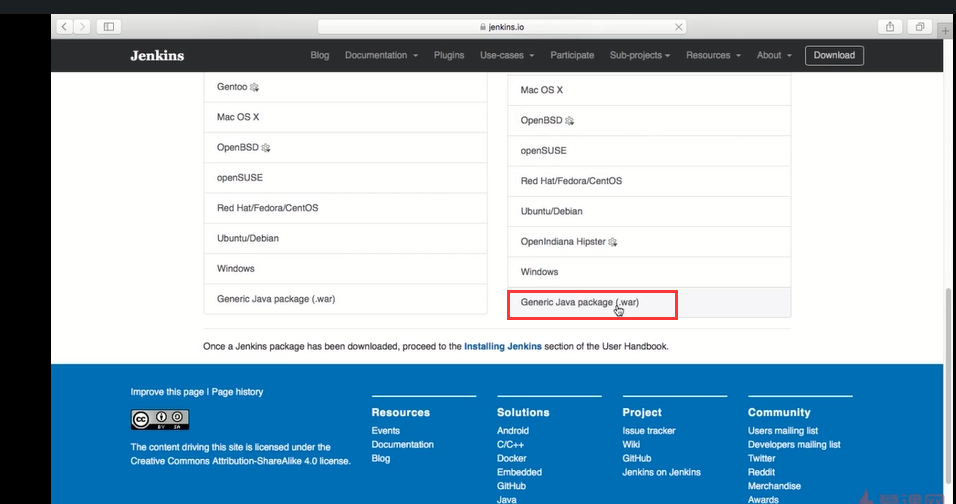 jenkins.io
Jenkins
Blog Documentation Plugins Use-cases Participate Sub-projects Resources About Download
Gentoo
Mac OS X
OpenBSD
openSUSE
Red Hat/Fedora/CentOS
Ubuntu/Debian
Windows
Generic Java package (.war)
Mac OS X
OpenBSD
openSUSE
Red Hat/Fedora/CentOS
Ubuntu/Debian
OpenIndiana Hipster
Windows
Generic Java package (.war)
Once a Jenkins package has been downloaded, proceed to the Installing Jenkins section of the User Handbook.
Improve this page | Page history
CC BY SA
The content driving this site is licensed under the
Creative Commons Attribution-ShareAlike 4.0 license.
Resources
Events
Documentation
Blog
Solutions
Android
C/C++
Docker
Embedded
GitHub
Java
Project
Issue tracker
Wiki
GitHub
Jenkins on Jenkins
Community
Users mailing list
Developers mailing list
Twitter
Reddit
Merchandise
Awards